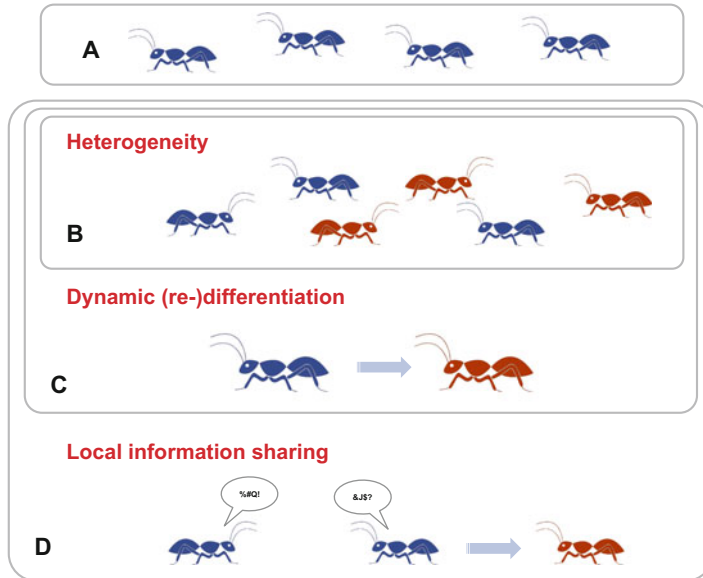 A
Heterogeneity
B
Dynamic (re-)differentiation
C
Local information sharing
%#Q!
&J$?
D